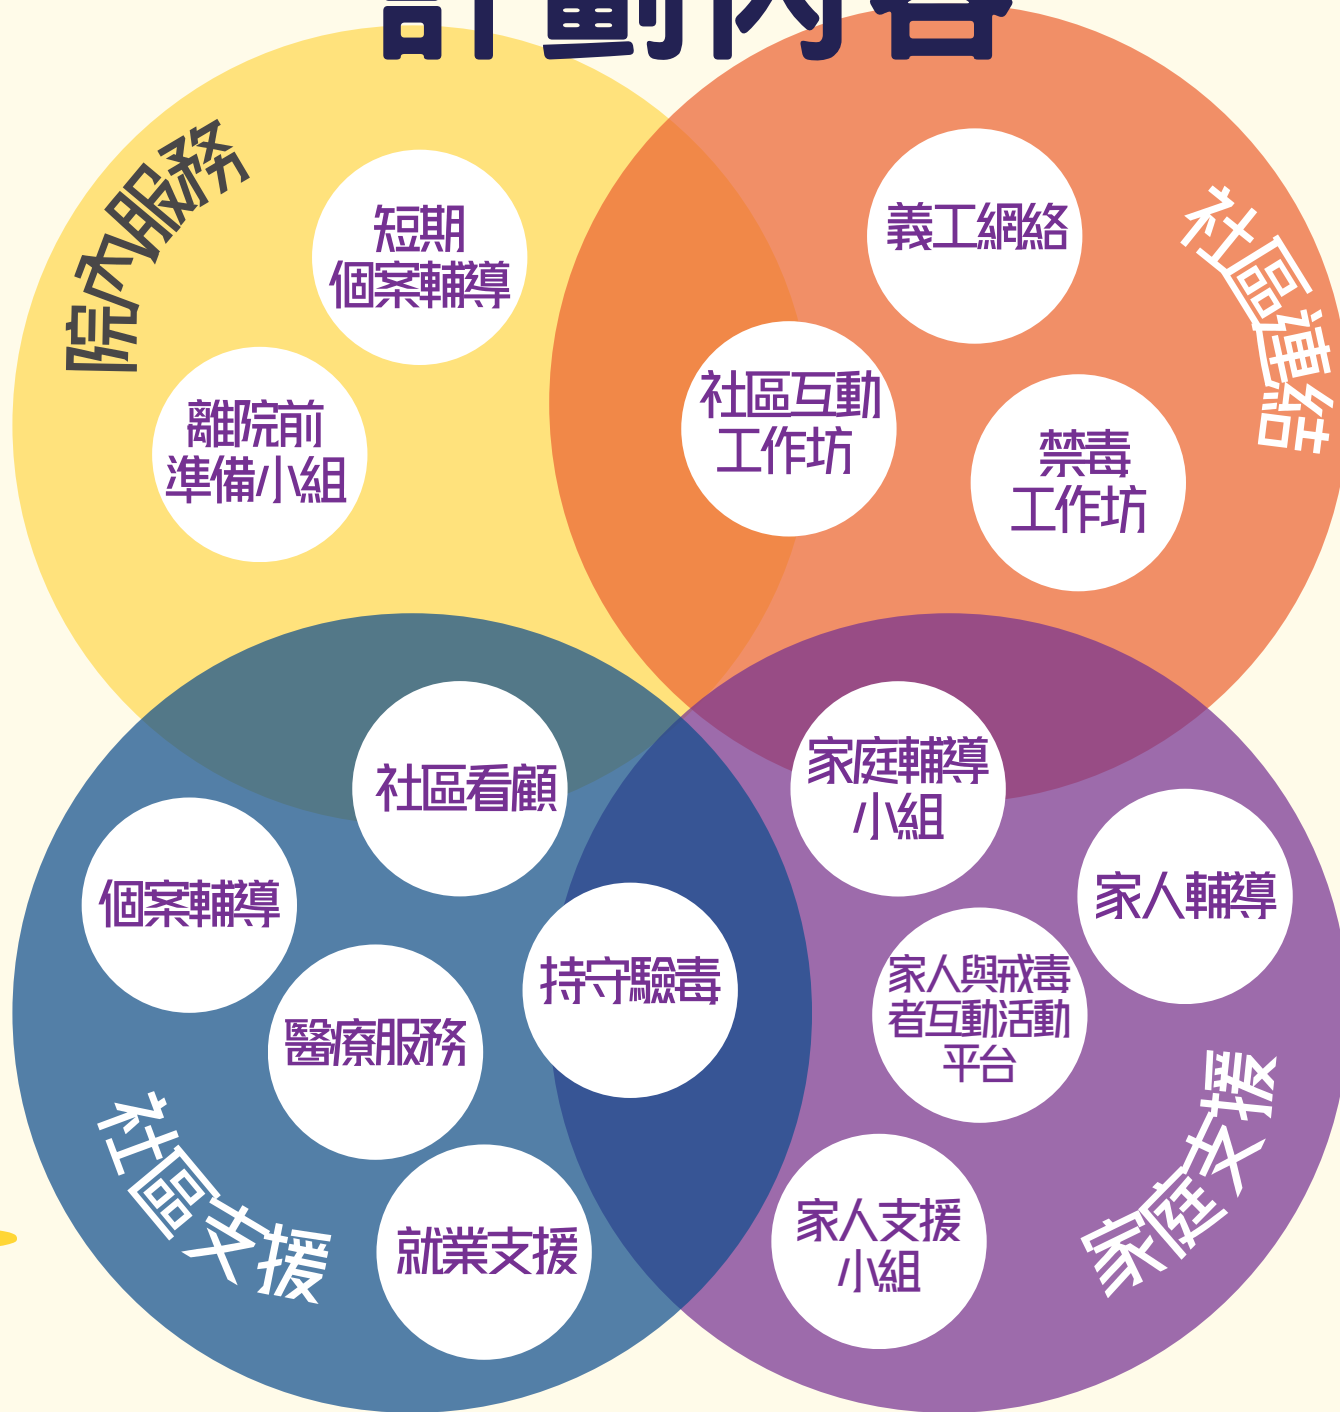 計劃內容
院內服務
短期
個案輔導
離院前
準備小組
社區連結
義工網絡
社區互動
工作坊
禁毒
工作坊
社區看顧
個案輔導
持守驗毒
醫療服務
就業支援
社區支援
家庭輔導
小組
家人輔導
家人與戒毒
者互動活動
平台
家人支援
小組
家庭支援